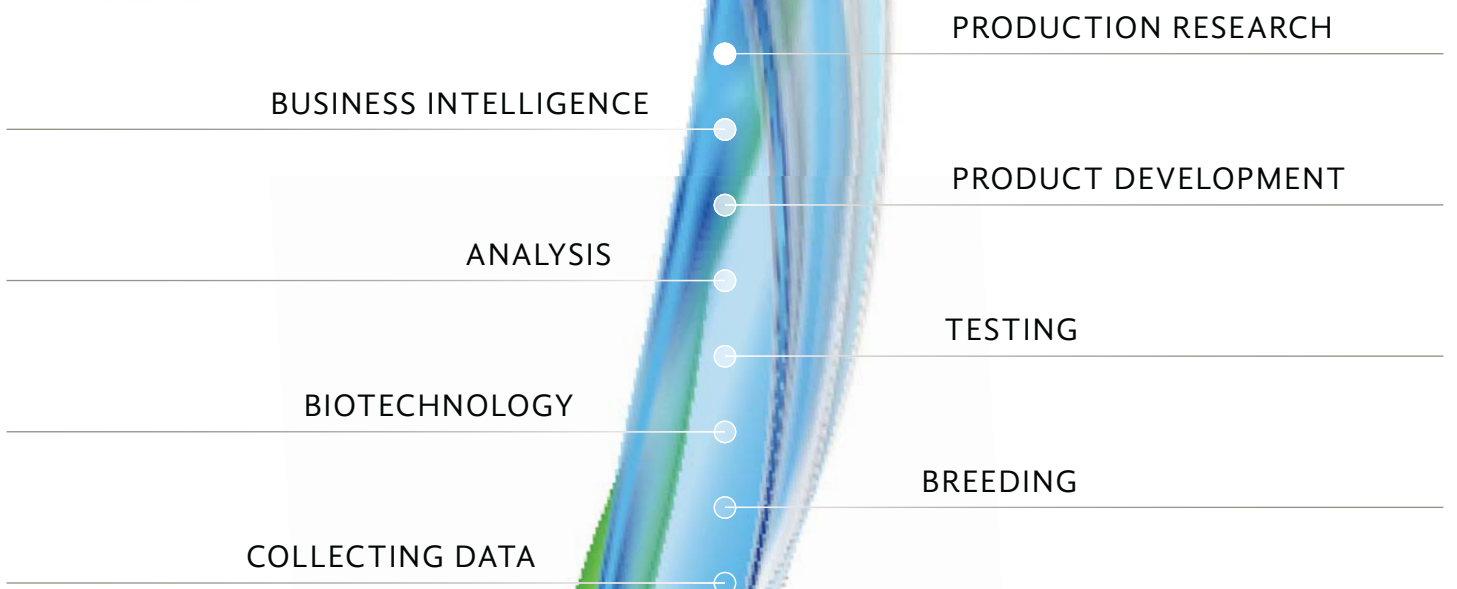 PRODUCTION RESEARCH
BUSINESS INTELLIGENCE
PRODUCT DEVELOPMENT
ANALYSIS
TESTING
BIOTECHNOLOGY
BREEDING
COLLECTING DATA